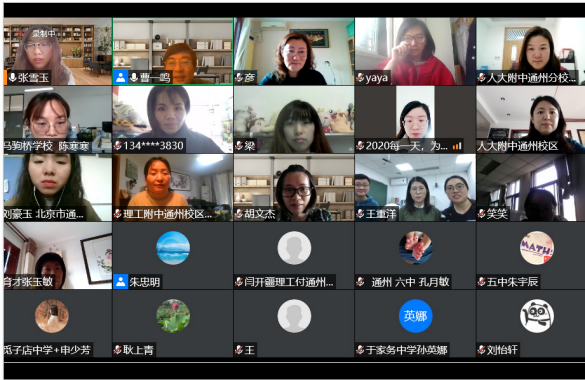 录制中
张雪玉
曹一鸣
彦
yaya
人大附中通州分校...
马驹桥学校 陈寒寒
134****3830
梁
2020每一天，为...
人大附中通州校区
刘豪玉 北京市通...
理工附中通州校区...
胡文杰
王重洋
笑笑
育才张玉敏
朱忠明
闫开疆理工付通州...
通州 六中 孔月敏
MATH
五中朱宇辰
觅子店中学+申少芳
耿上青
王
英娜
于家务中学孙英娜
刘怡轩